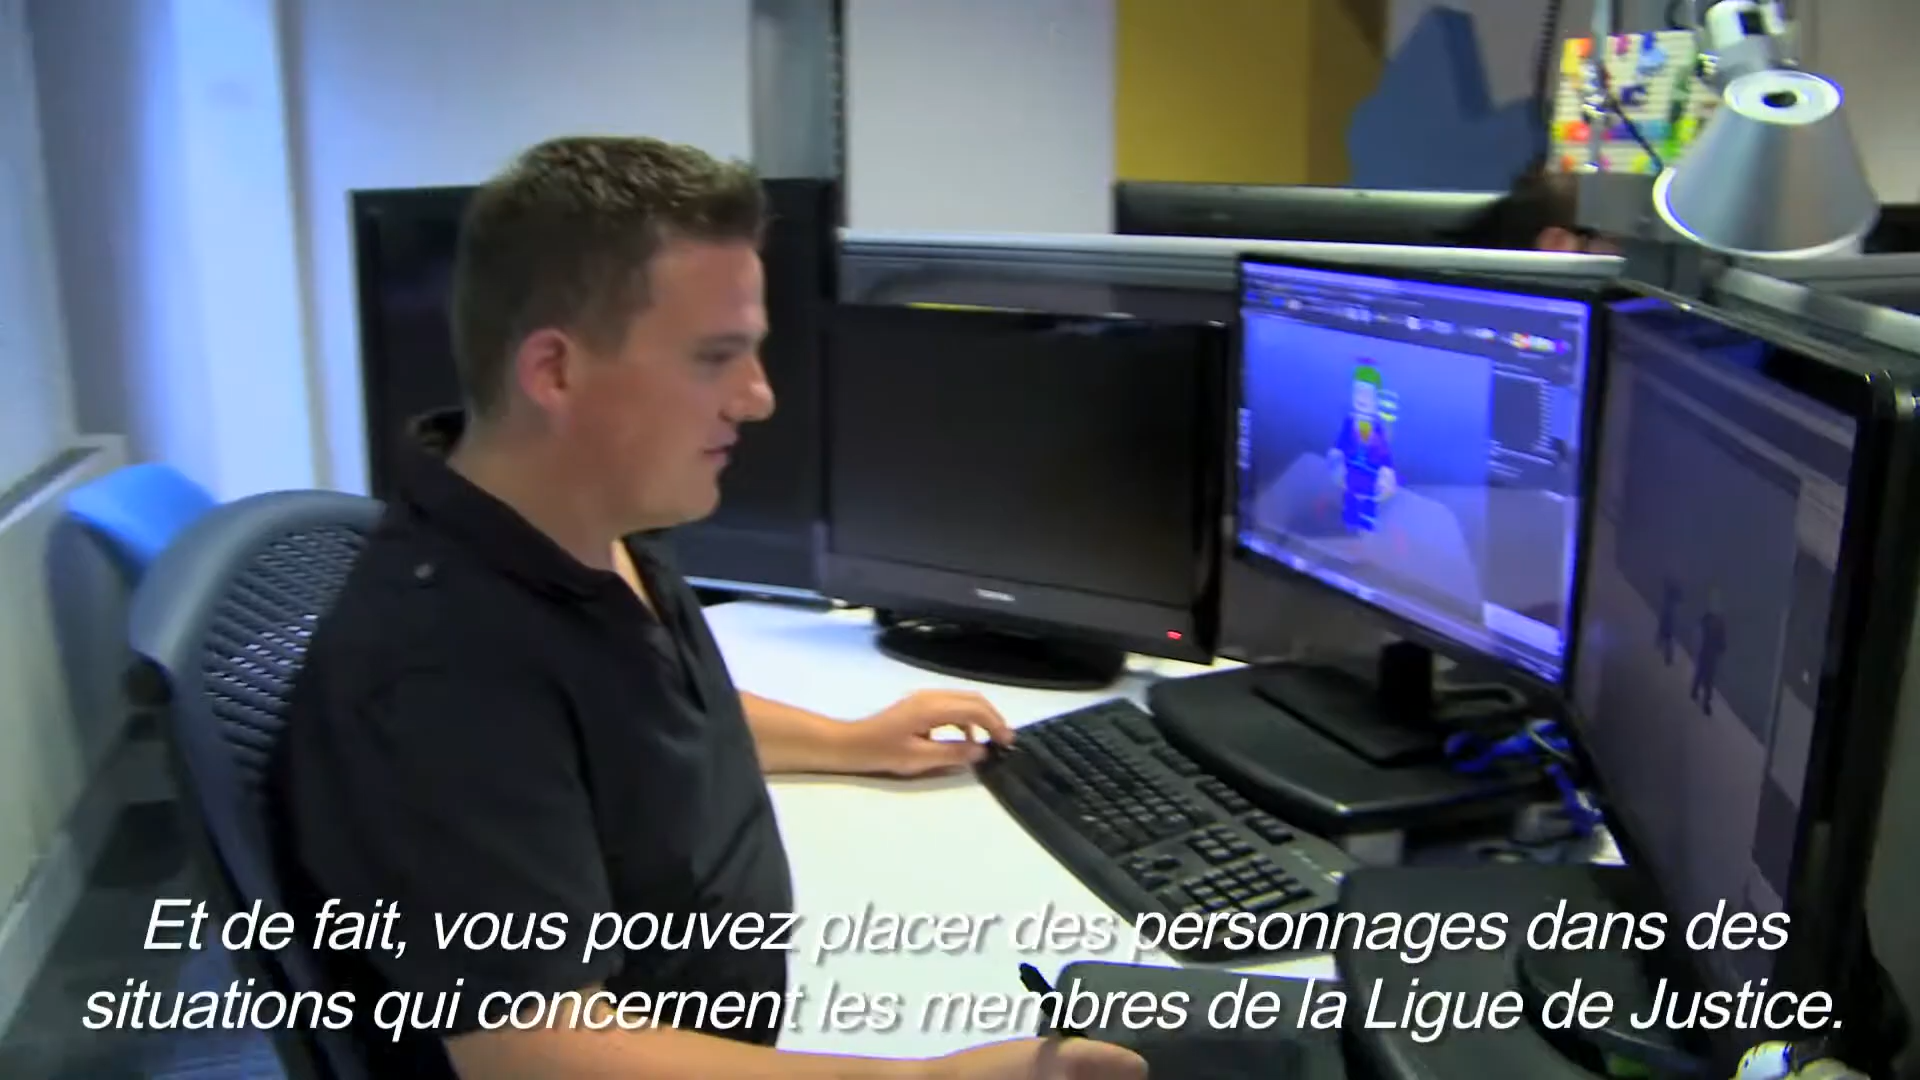 Et de fait, vous pouvez placer des personnages dans des
situations qui concernent les membres de la Ligue de Justice.